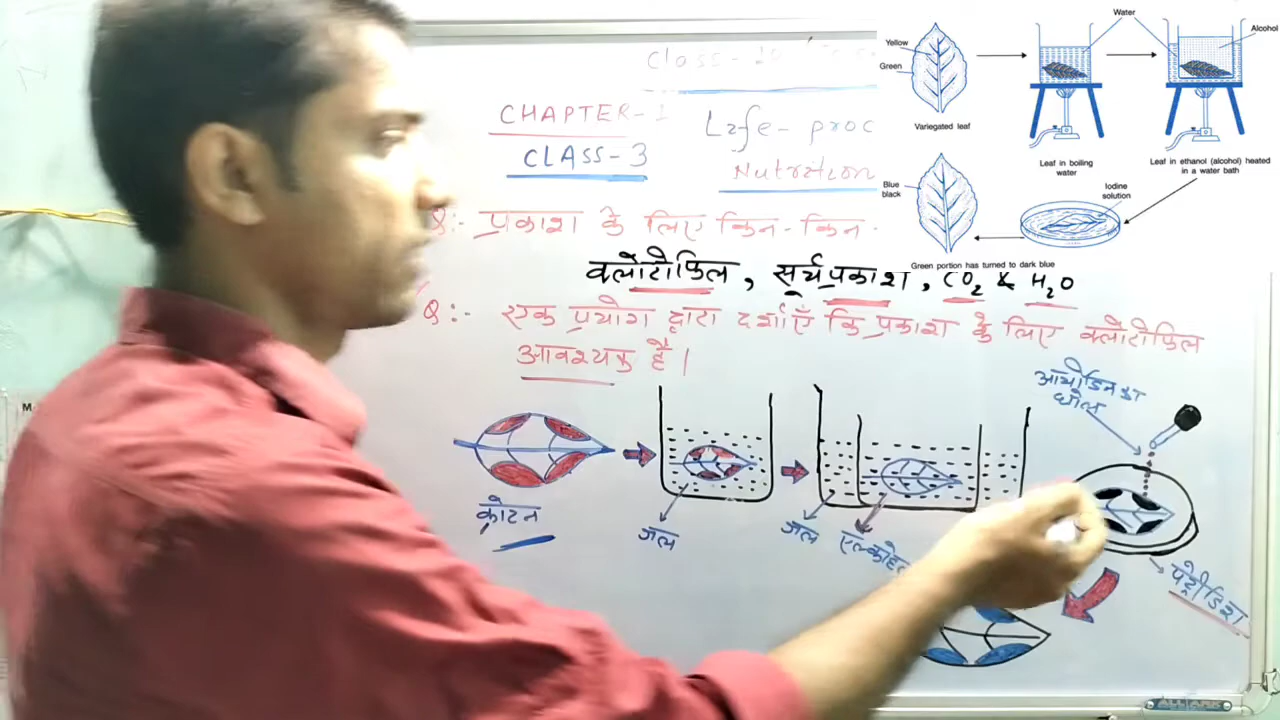 Class-10
CHAPTER-1
Life-proc
CLASS-3
Nutrition
Q:- प्रकाश के लिए किन-किन
क्लोरोफिल, सूर्यप्रकाश, CO2 & H2O
Q:- एक प्रयोग द्वारा दर्शाएँ कि प्रकाश के लिए क्लोरोफिल
आवश्यक है।
आयोडिन का
घोल
क्रोटन
जल
जल
एल्कोहल
पेट्रीडिश
Water
Alcohol
Yellow
Green
Variegated leaf
Leaf in boiling
water
Leaf in ethanol (alcohol) heated
in a water bath
Blue
black
Iodine
solution
Green portion has turned to dark blue